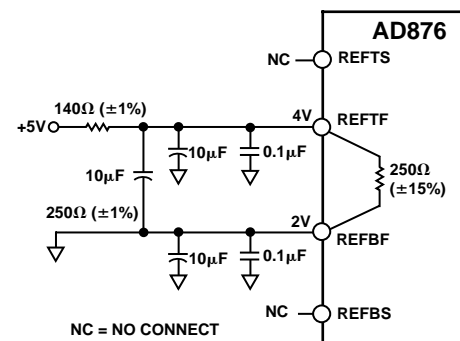 AD876
NC
REFTS
140Ω (±1%)
4V
REFTF
+5V
10µF
0.1µF
250Ω
(±15%)
10µF
250Ω (±1%)
2V
REFBF
10µF
0.1µF
NC
REFBS
NC = NO CONNECT